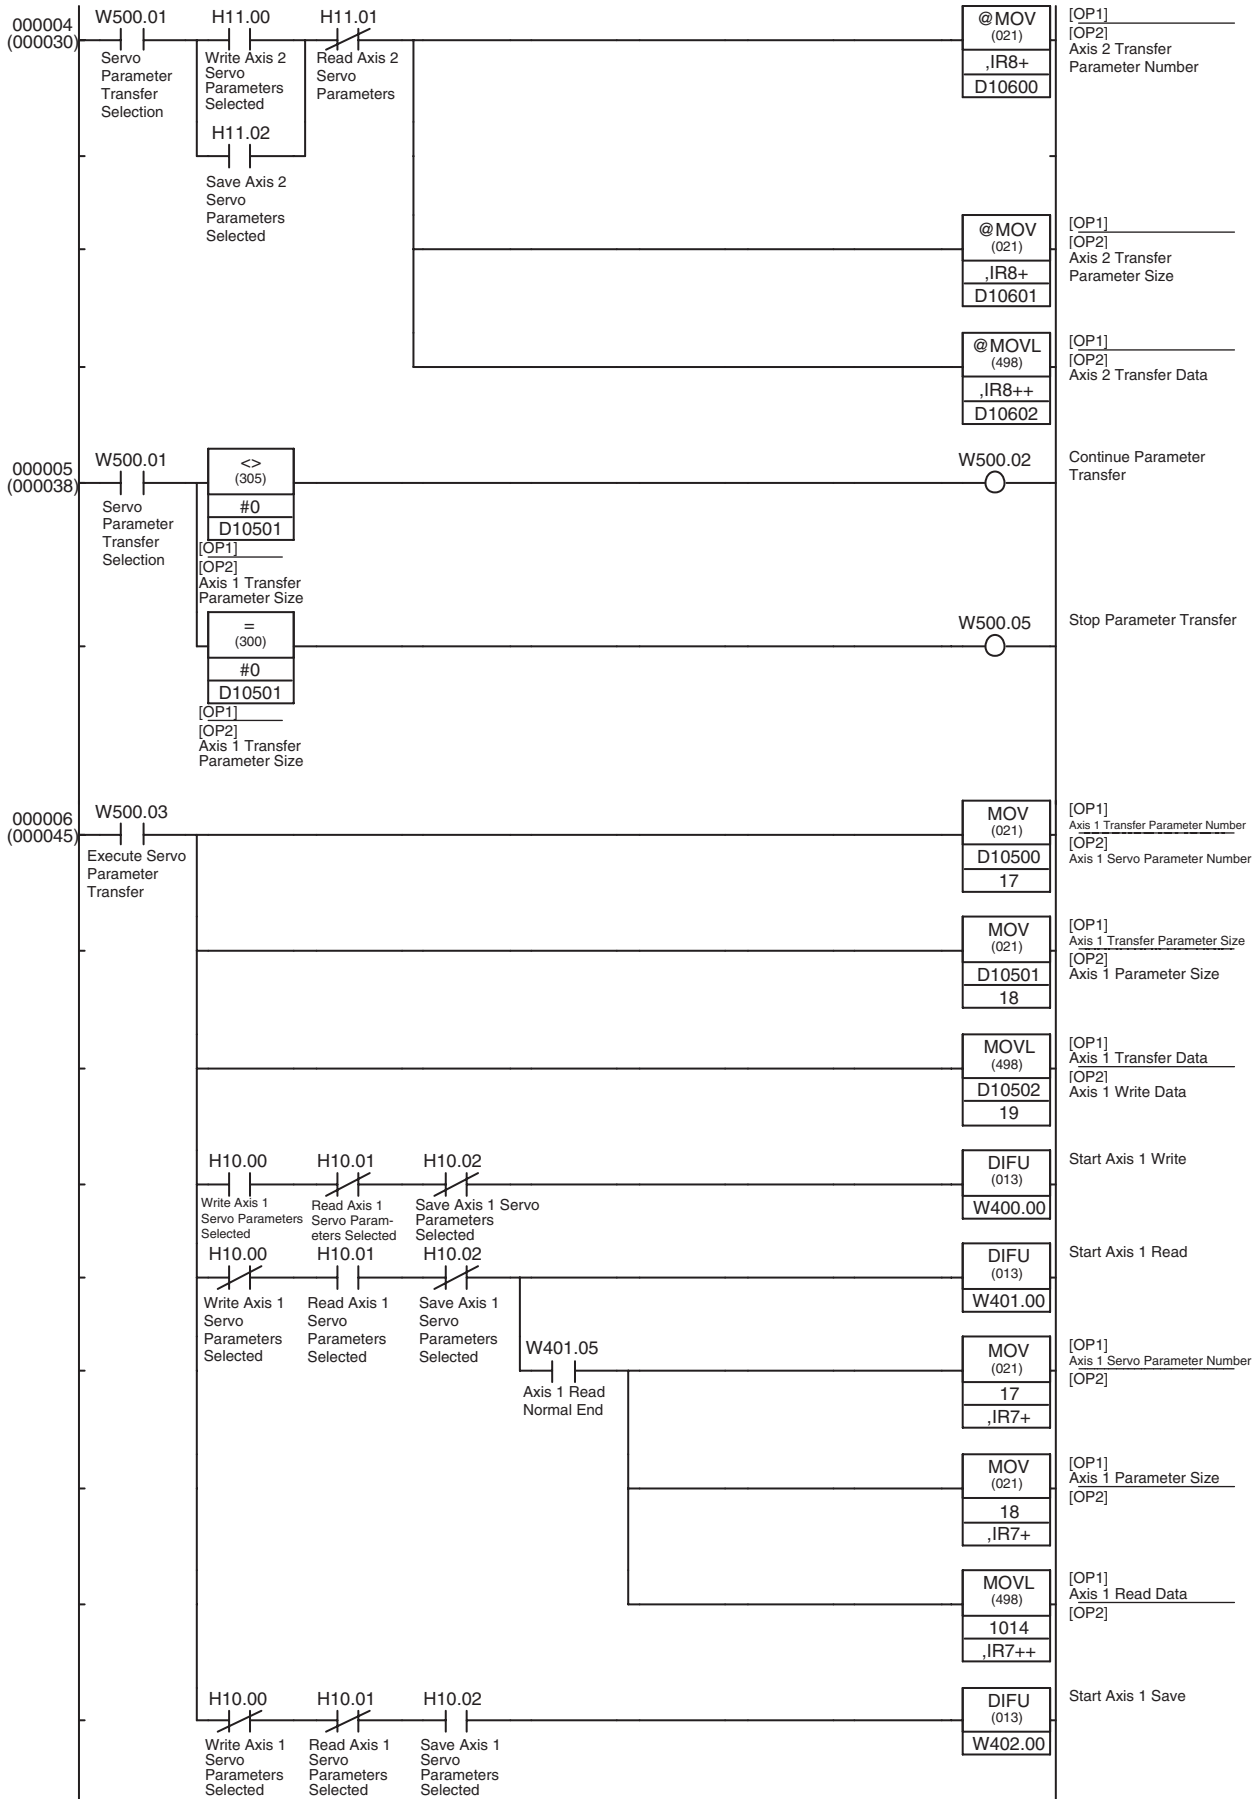 000004
(000030)
W500.01
Servo
Parameter
Transfer
Selection
H11.00
Write Axis 2
Servo
Parameters
Selected
H11.01
Read Axis 2
Servo
Parameters
H11.02
Save Axis 2
Servo
Parameters
Selected
@MOV
(021)
,IR8+
D10600
[OP1]
[OP2]
Axis 2 Transfer
Parameter Number
@MOV
(021)
,IR8+
D10601
[OP1]
[OP2]
Axis 2 Transfer
Parameter Size
@MOVL
(498)
,IR8++
D10602
[OP1]
[OP2]
Axis 2 Transfer Data
000005
(000038)
W500.01
Servo
Parameter
Transfer
Selection
<>
(305)
#0
D10501
[OP1]
[OP2]
Axis 1 Transfer
Parameter Size
W500.02
Continue Parameter
Transfer
=
(300)
#0
D10501
[OP1]
[OP2]
Axis 1 Transfer
Parameter Size
W500.05
Stop Parameter Transfer
000006
(000045)
W500.03
Execute Servo
Parameter
Transfer
MOV
(021)
D10500
17
[OP1]
Axis 1 Transfer Parameter Number
[OP2]
Axis 1 Servo Parameter Number
MOV
(021)
D10501
18
[OP1]
Axis 1 Transfer Parameter Size
[OP2]
Axis 1 Parameter Size
MOVL
(498)
D10502
19
[OP1]
Axis 1 Transfer Data
[OP2]
Axis 1 Write Data
H10.00
Write Axis 1
Servo Parameters
Selected
H10.01
Read Axis 1
Servo Param-
eters Selected
H10.02
Save Axis 1 Servo
Parameters
Selected
DIFU
(013)
W400.00
Start Axis 1 Write
H10.00
Write Axis 1
Servo
Parameters
Selected
H10.01
Read Axis 1
Servo
Parameters
Selected
H10.02
Save Axis 1
Servo
Parameters
Selected
DIFU
(013)
W401.00
Start Axis 1 Read
W401.05
Axis 1 Read
Normal End
MOV
(021)
17
,IR7+
[OP1]
Axis 1 Servo Parameter Number
[OP2]
MOV
(021)
18
,IR7+
[OP1]
Axis 1 Parameter Size
[OP2]
MOVL
(498)
1014
,IR7++
[OP1]
Axis 1 Read Data
[OP2]
H10.00
Write Axis 1
Servo
Parameters
Selected
H10.01
Read Axis 1
Servo
Parameters
Selected
H10.02
Save Axis 1
Servo
Parameters
Selected
DIFU
(013)
W402.00
Start Axis 1 Save